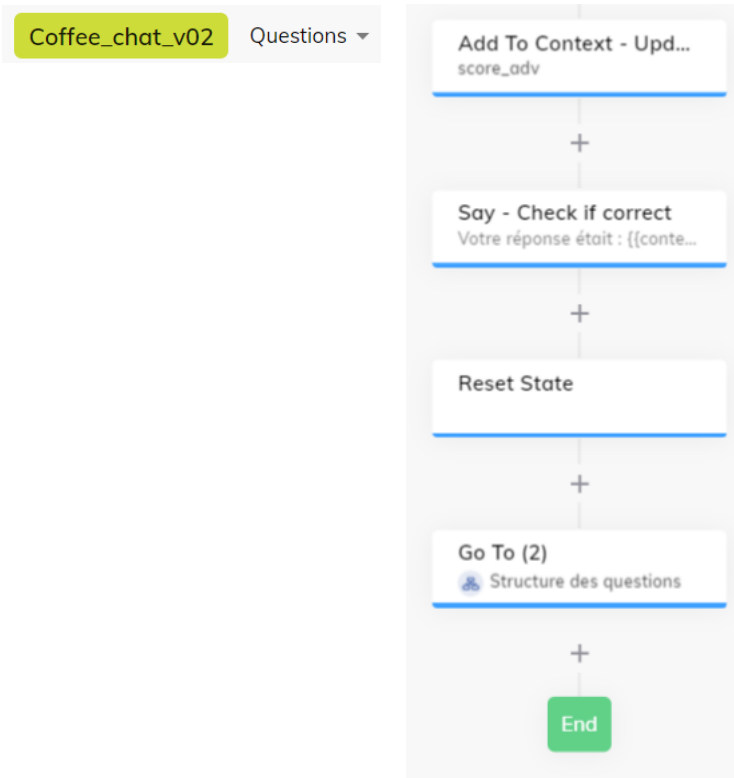 Coffee_chat_v02 Questions
Add To Context - Upd...
score_adv
Say - Check if correct
Votre réponse était : {{conte...
Reset State
Go To (2)
Structure des questions
End